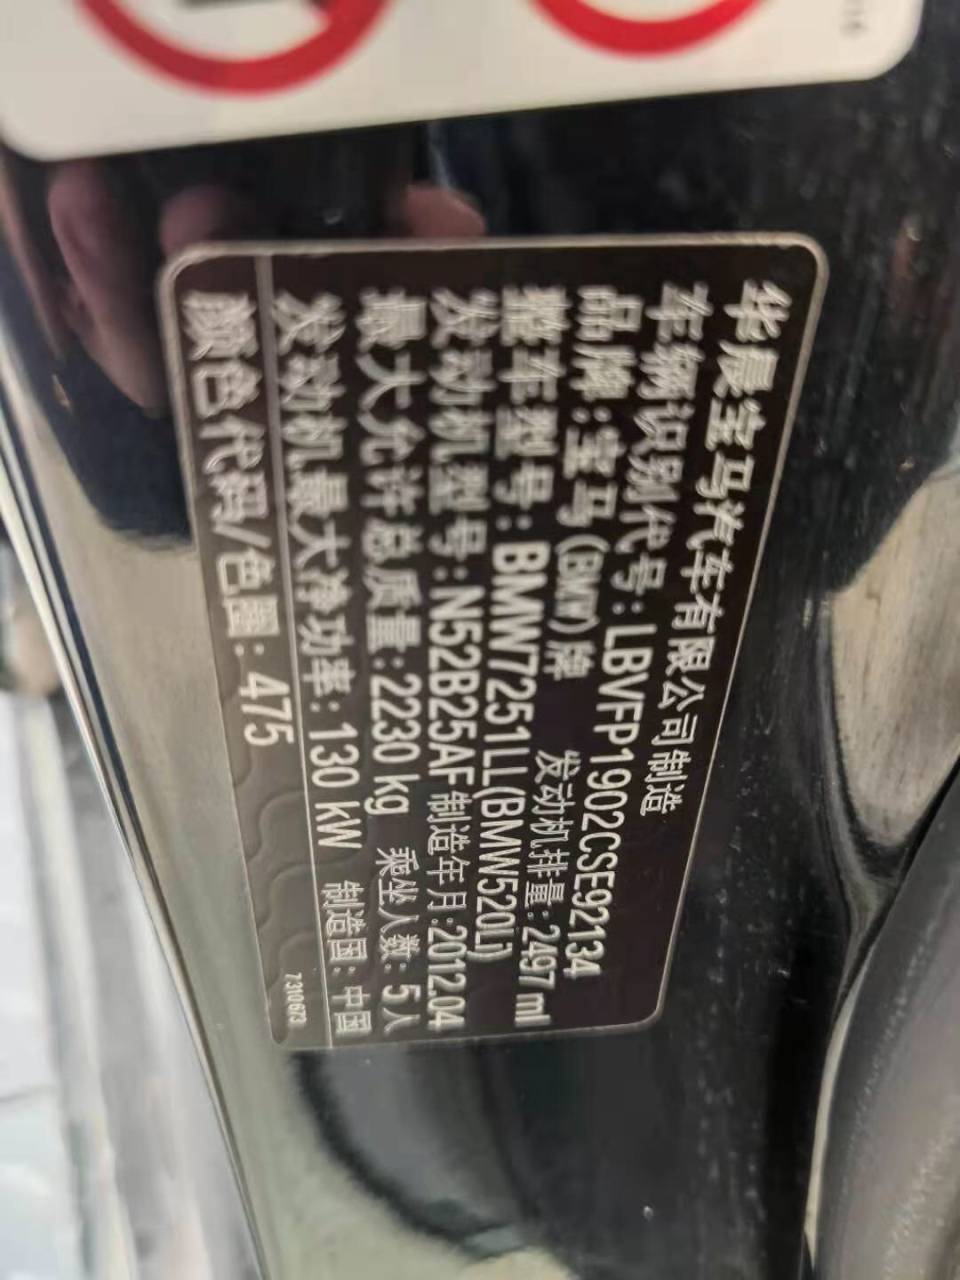 华晨宝马汽车有限公司制造
车辆识别代号:LBVFP1902CSE92134
品牌:宝马(BMW)牌 发动机排量:2497 ml
整车型号:BMW7251LL(BMW520Li)
发动机型号:N52B25AF 制造年月:2012.04
最大允许总质量:2230 kg 乘坐人数:5人
发动机最大净功率:130 kW 制造国:中国
颜色代码/色圈:475
7310673